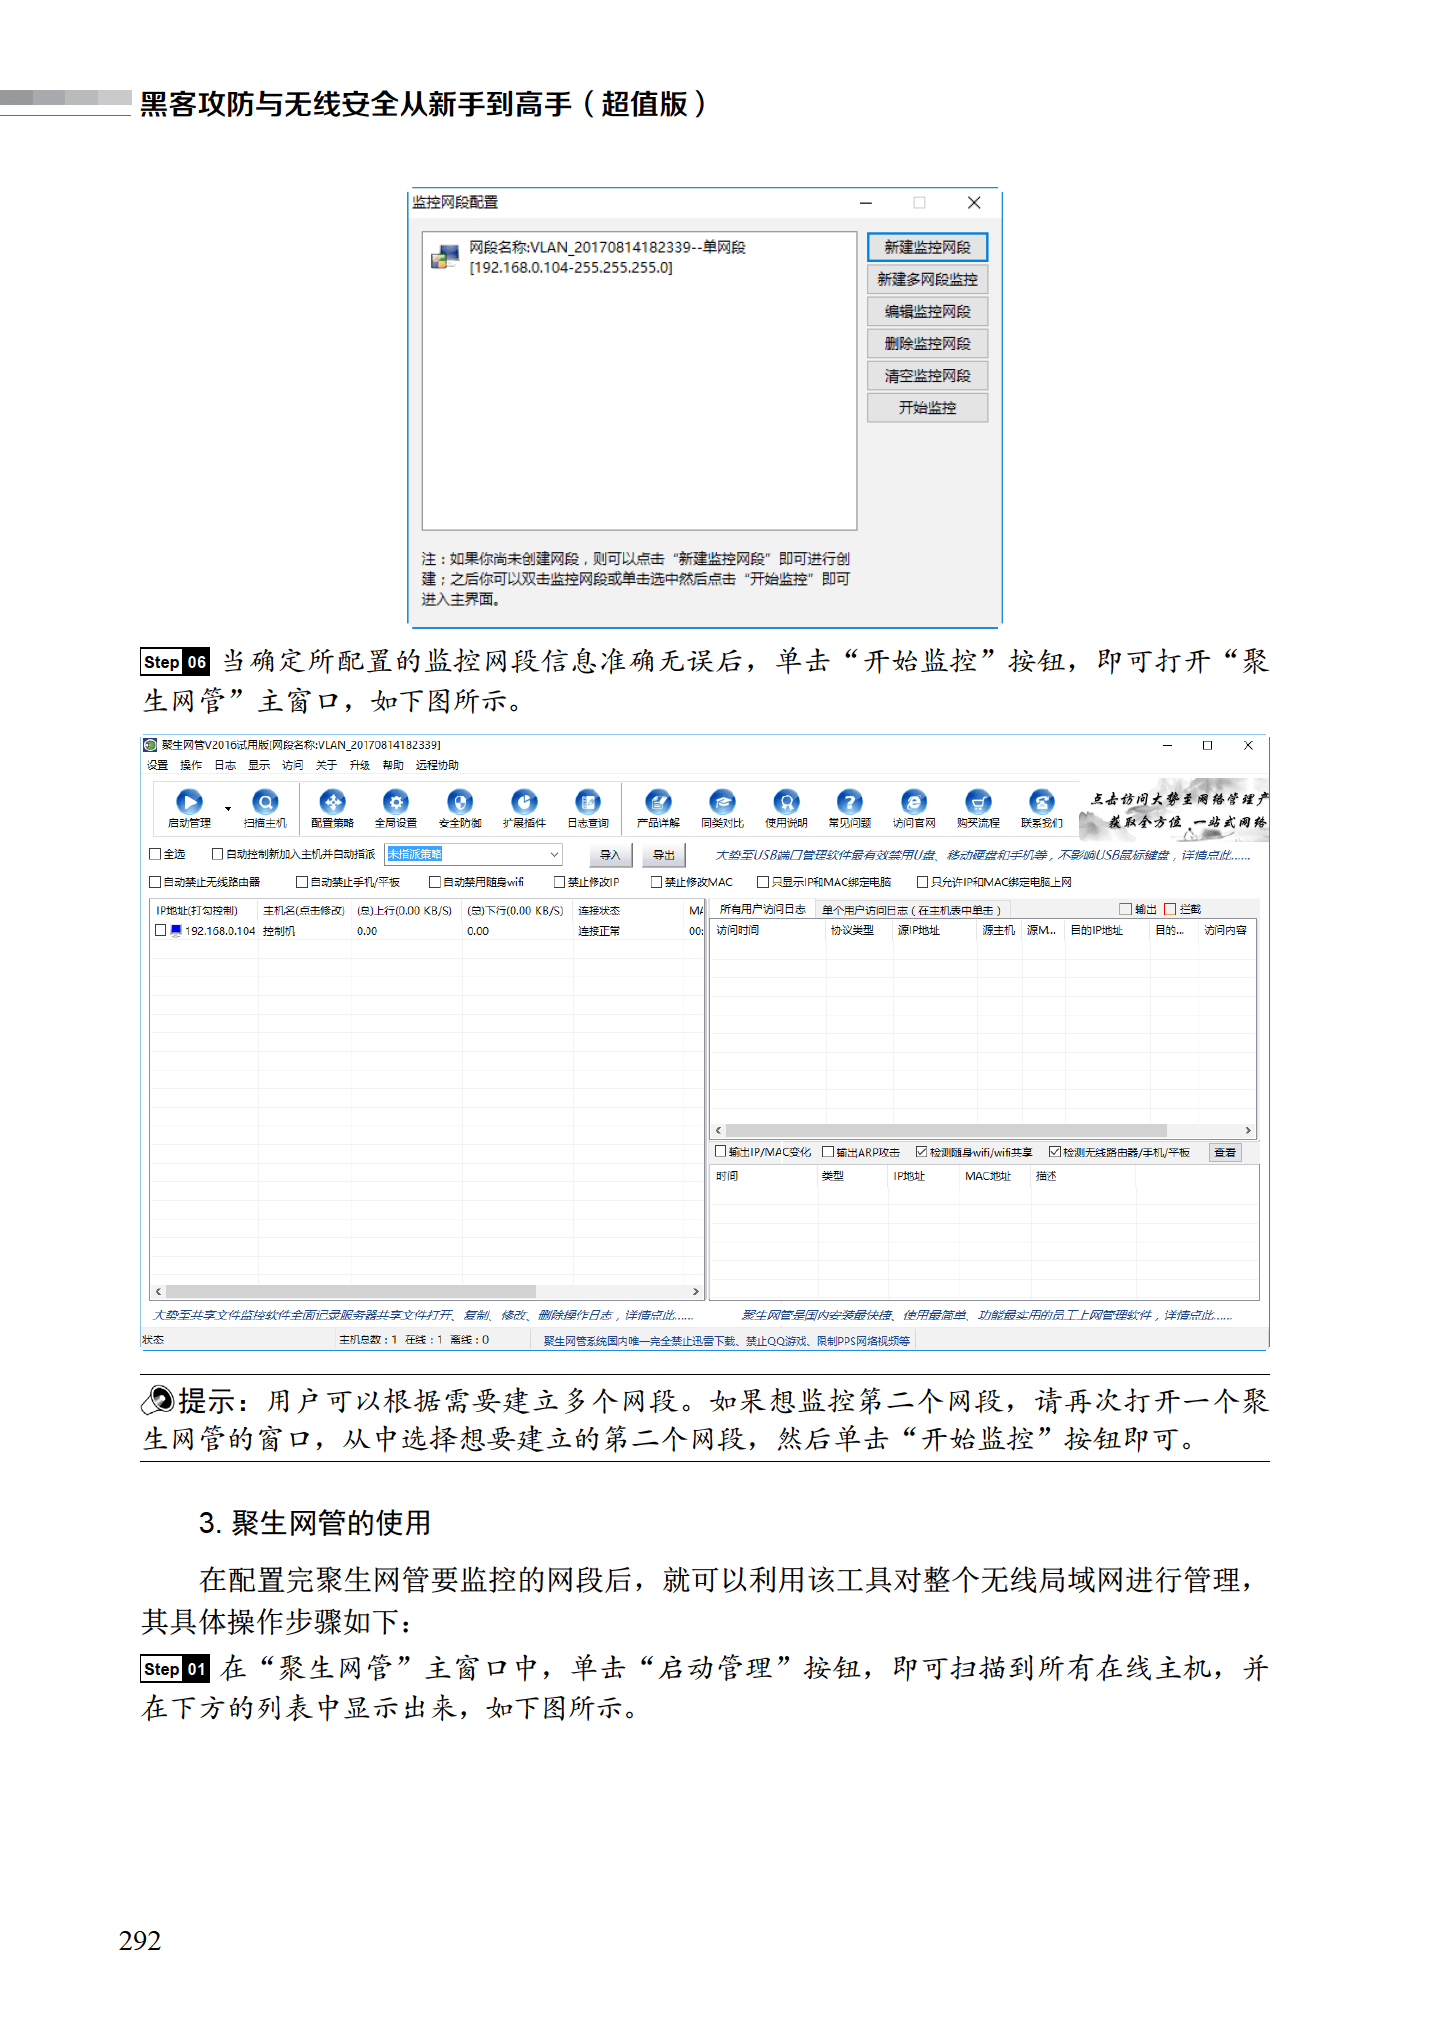 黑客攻防与无线安全从新手到高手（超值版）
监控网段配置
网段名称:VLAN_20170814182339--单网段
[192.168.0.104-255.255.255.0]
新建监控网段
新建多网段监控
编辑监控网段
删除监控网段
清空监控网段
开始监控
注：如果你尚未创建网段，则可以点击“新建监控网段”即可进行创
建；之后你可以双击监控网段或单击选中然后点击“开始监控”即可
进入主界面。
Step 06 当确定所配置的监控网段信息准确无误后，单击“开始监控”按钮，即可打开“聚
生网管”主窗口，如下图所示。
聚生网管V2016试用版[网段名称:VLAN_20170814182339]
设置 操作 日志 显示 访问 关于 升级 帮助 远程协助
启动管理 扫描主机 配置策略 全局设置 安全防御 扩展插件 日志查询 产品详解 同类对比 使用说明 常见问题 访问官网 购买流程 联系我们
点击访问大势至网络管理产
获取全方位、一站式网络
全选 自动控制新加入主机并自动指派 未指派策略 导入 导出 大势至USB端口管理软件最有效禁用U盘、移动硬盘和手机等，不影响USB鼠标键盘，详情点此......
自动禁止无线路由器 自动禁止手机/平板 自动禁用随身wifi 禁止修改IP 禁止修改MAC 只显示IP和MAC绑定电脑 只允许IP和MAC绑定电脑上网
IP地址(打勾控制) 主机名(点击修改) (总)上行(0.00 KB/S) (总)下行(0.00 KB/S) 连接状态 MA
192.168.0.104 控制机 0.00 0.00 连接正常 00:
所有用户访问日志 单个用户访问日志（在主机表中单击） 输出 拦截
访问时间 协议类型 源IP地址 源主机 源M... 目的IP地址 目的... 访问内容
输出IP/MAC变化 输出ARP攻击 检测随身wifi/wifi共享 检测无线路由器/手机/平板 查看
时间 类型 IP地址 MAC地址 描述
大势至共享文件监控软件全面记录服务器共享文件打开、复制、修改、删除操作日志，详情点此...... 聚生网管是国内安装最快捷、使用最简单、功能最实用的员工上网管理软件，详情点此......
状态 主机总数：1 在线：1 离线：0 聚生网管系统国内唯一完全禁止迅雷下载、禁止QQ游戏、限制PPS网络视频等
提示：用户可以根据需要建立多个网段。如果想监控第二个网段，请再次打开一个聚
生网管的窗口，从中选择想要建立的第二个网段，然后单击“开始监控”按钮即可。
3. 聚生网管的使用
在配置完聚生网管要监控的网段后，就可以利用该工具对整个无线局域网进行管理，
其具体操作步骤如下：
Step 01 在“聚生网管”主窗口中，单击“启动管理”按钮，即可扫描到所有在线主机，并
在下方的列表中显示出来，如下图所示。
292